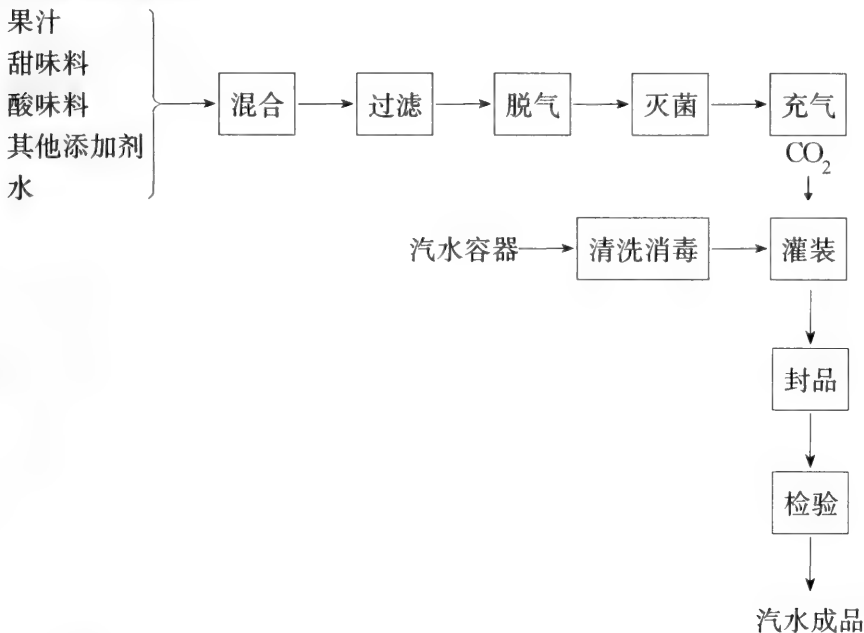 果汁
甜味料
酸味料
其他添加剂
水
混合
过滤
脱气
灭菌
充气
CO₂
汽水容器
清洗消毒
灌装
封品
检验
汽水成品